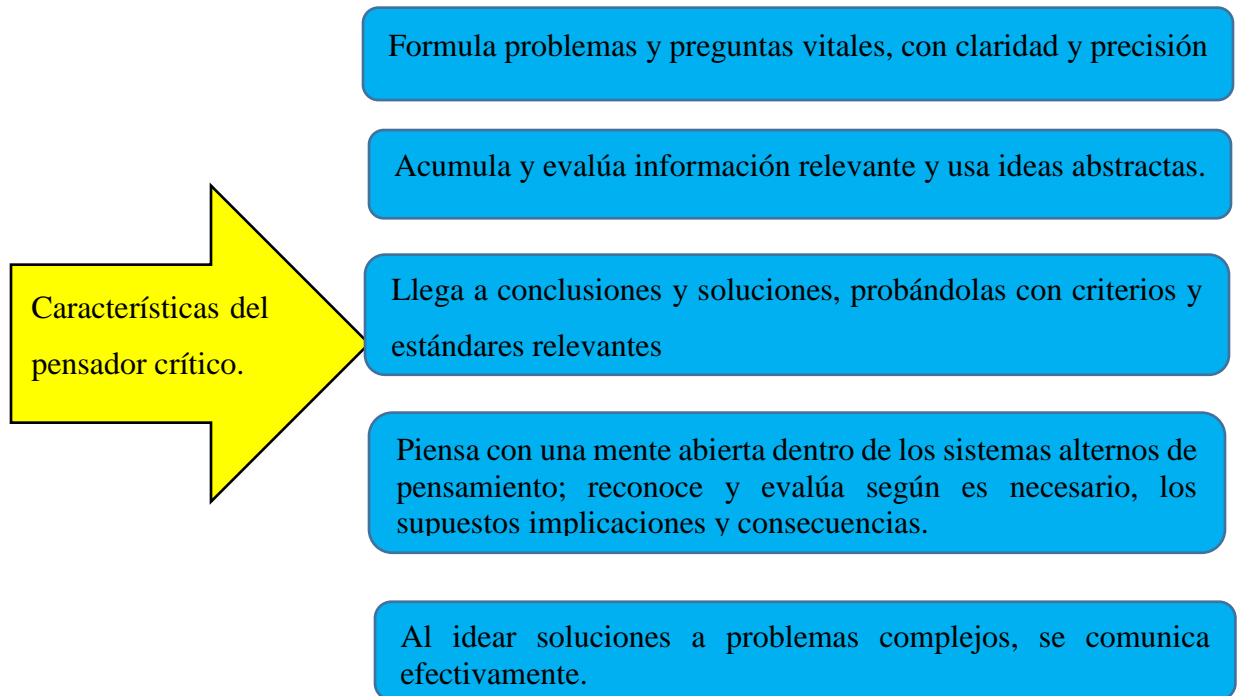 Formula problemas y preguntas vitales, con claridad y precisión
Acumula y evalúa información relevante y usa ideas abstractas.
Características del
pensador crítico.
Llega a conclusiones y soluciones, probándolas con criterios y
estándares relevantes
Piensa con una mente abierta dentro de los sistemas alternos de
pensamiento; reconoce y evalúa según es necesario, los
supuestos implicaciones y consecuencias.
Al idear soluciones a problemas complejos, se comunica
efectivamente.